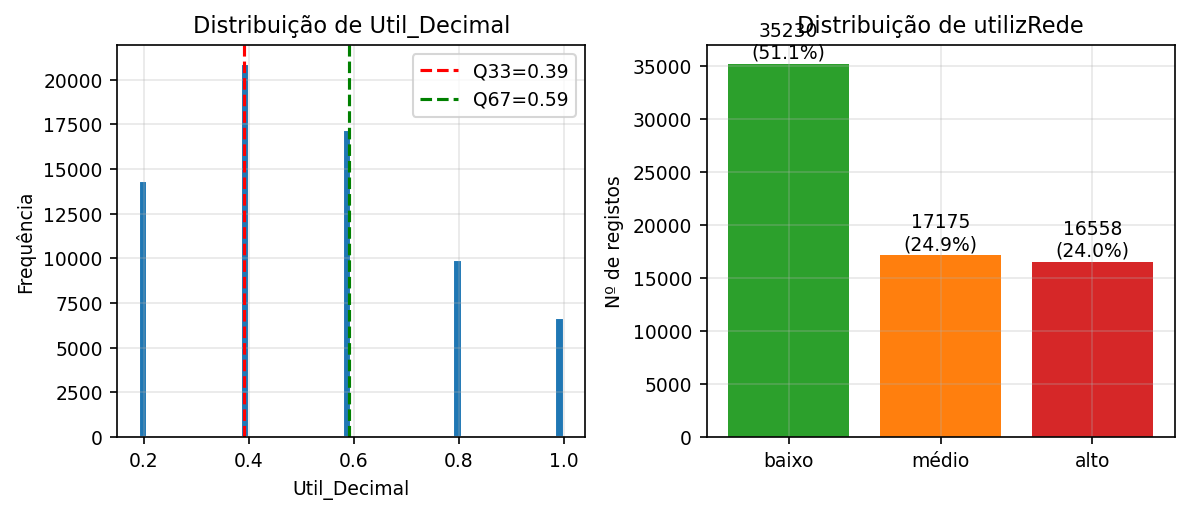 Distribuição de Util_Decimal
Frequência
20000
17500
15000
12500
10000
7500
5000
2500
0
Q33=0.39
Q67=0.59
0.2
0.4
0.6
0.8
1.0
Util_Decimal
Distribuição de utilizRede
Nº de registos
35000
30000
25000
20000
15000
10000
5000
0
35230
(51.1%)
17175
(24.9%)
16558
(24.0%)
baixo
médio
alto